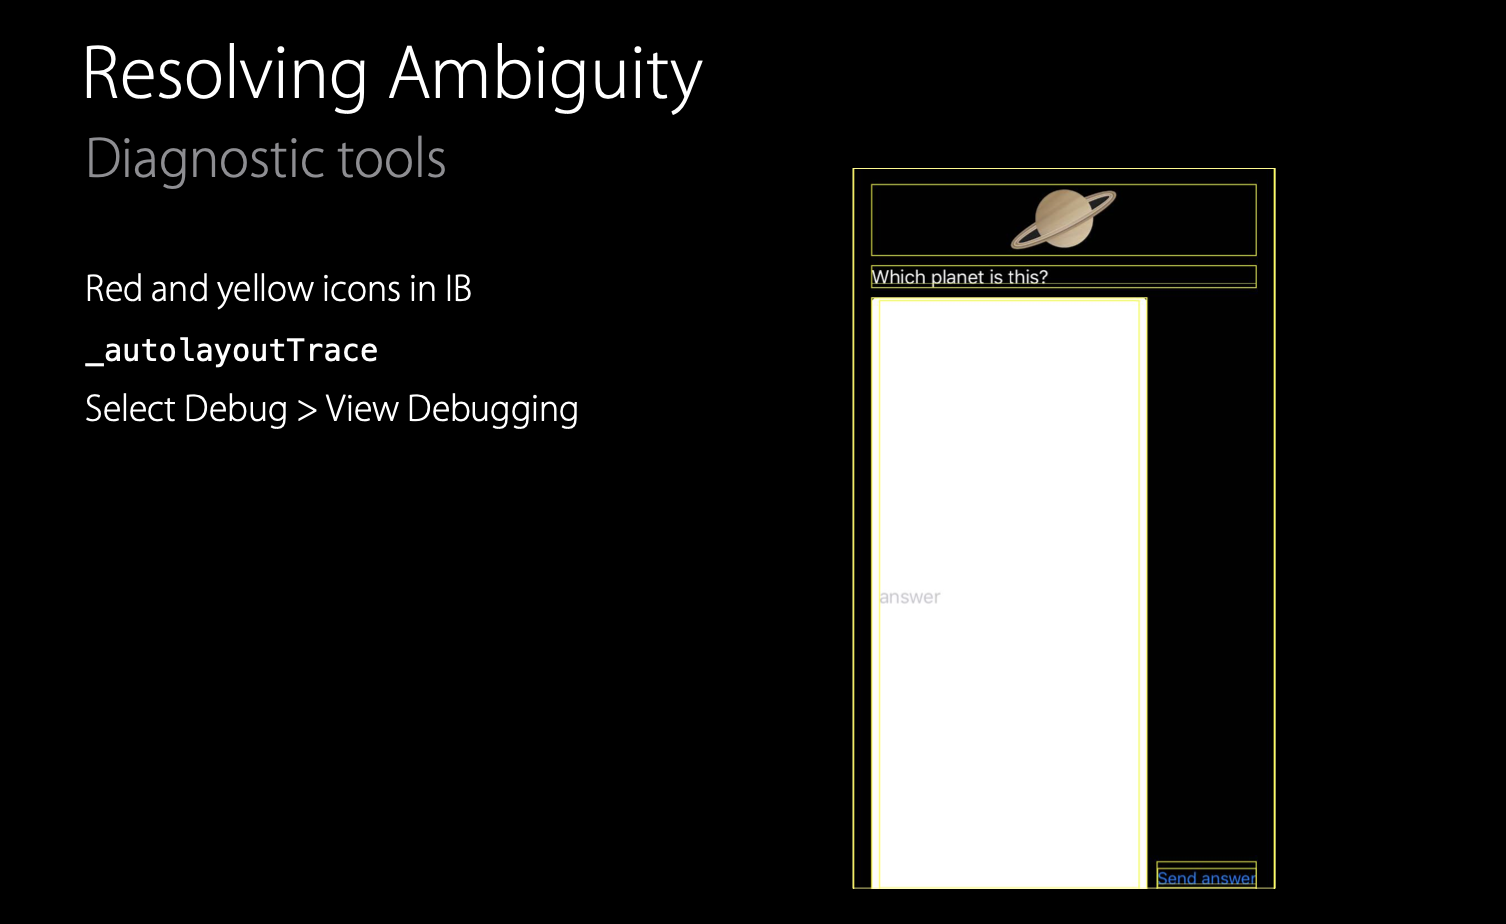 Resolving Ambiguity
Diagnostic tools
Red and yellow icons in IB
_autolayoutTrace
Select Debug > View Debugging
Which planet is this?
answer
Send answer